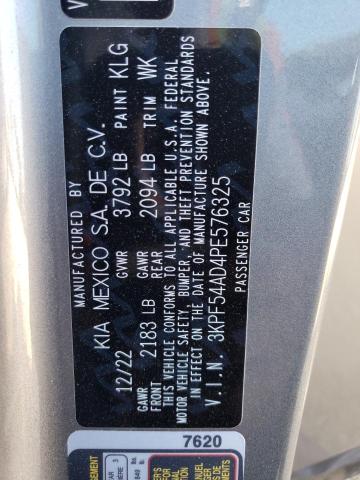 MANUFACTURED BY
KIA MEXICO S.A. DE C.V.
12/22 GVWR 3792 LB PAINT KLG
GAWR FRONT 2183 LB GAWR REAR 2094 LB TRIM WK
THIS VEHICLE CONFORMS TO ALL APPLICABLE U.S.A. FEDERAL
MOTOR VEHICLE SAFETY, BUMPER, AND THEFT PREVENTION STANDARDS
IN EFFECT ON THE DATE OF MANUFACTURE SHOWN ABOVE.
V.I.N. 3KPF54AD4PE576325
PASSENGER CAR
7620